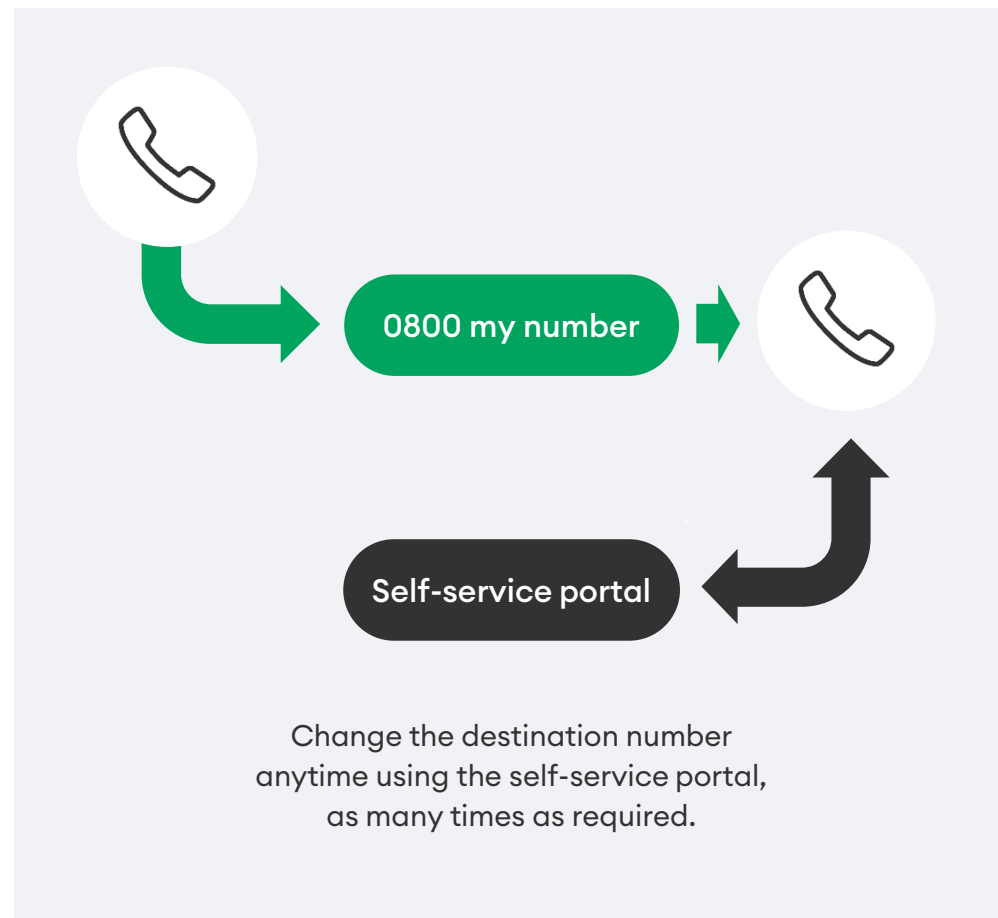 0800 my number
Self-service portal
Change the destination number
anytime using the self-service portal,
as many times as required.